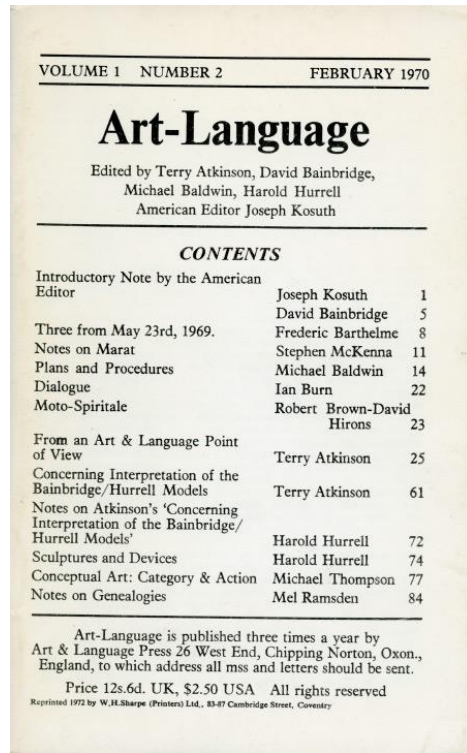 VOLUME 1 NUMBER 2 FEBRUARY 1970
Art-Language
Edited by Terry Atkinson, David Bainbridge,
Michael Baldwin, Harold Hurrell
American Editor Joseph Kosuth
CONTENTS
Introductory Note by the American
Editor Joseph Kosuth 1
David Bainbridge 5
Three from May 23rd, 1969. Frederic Barthelme 8
Notes on Marat Stephen McKenna 11
Plans and Procedures Michael Baldwin 14
Dialogue Ian Burn 22
Moto-Spiritale Robert Brown-David
Hirons 23
From an Art & Language Point
of View Terry Atkinson 25
Concerning Interpretation of the
Bainbridge/Hurrell Models Terry Atkinson 61
Notes on Atkinson's 'Concerning
Interpretation of the Bainbridge/
Hurrell Models' Harold Hurrell 72
Sculptures and Devices Harold Hurrell 74
Conceptual Art: Category & Action Michael Thompson 77
Notes on Genealogies Mel Ramsden 84
Art-Language is published three times a year by
Art & Language Press 26 West End, Chipping Norton, Oxon.,
England, to which address all mss and letters should be sent.
Price 12s.6d. UK, $2.50 USA All rights reserved
Reprinted 1972 by W.H.Sharpe (Printers) Ltd., 83-87 Cambridge Street, Coventry